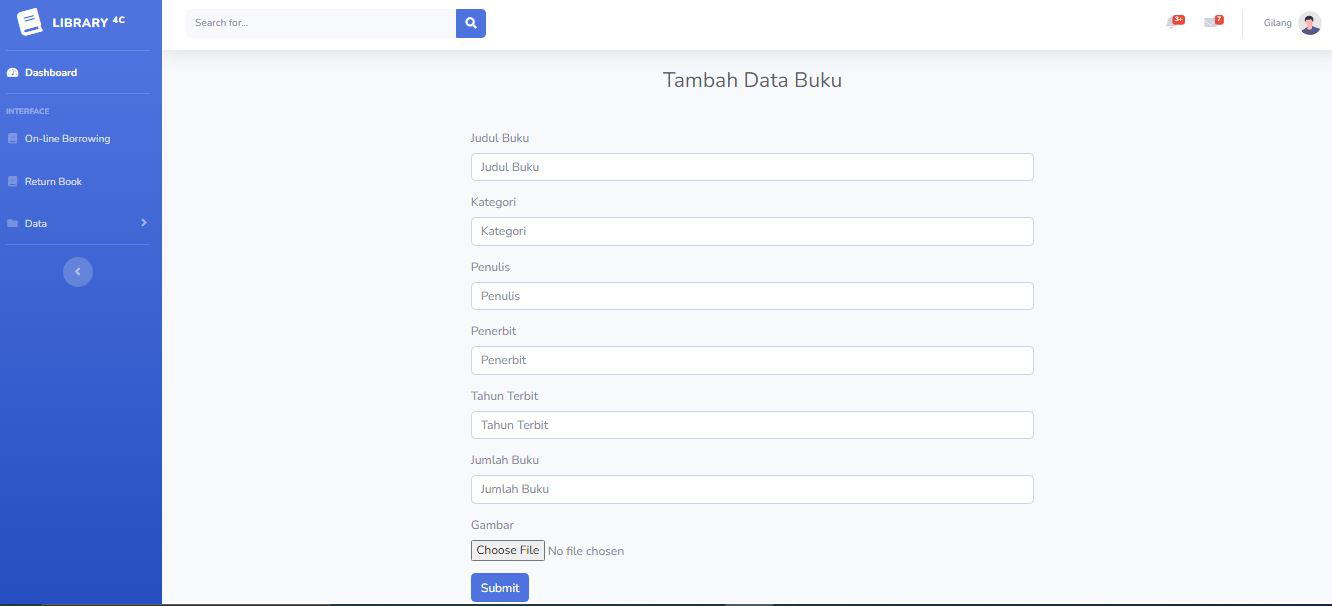 LIBRARY 4C
Search for...
3+
7
Gilang
Dashboard
INTERFACE
On-line Borrowing
Return Book
Data
Tambah Data Buku
Judul Buku
Judul Buku
Kategori
Kategori
Penulis
Penulis
Penerbit
Penerbit
Tahun Terbit
Tahun Terbit
Jumlah Buku
Jumlah Buku
Gambar
Choose File No file chosen
Submit